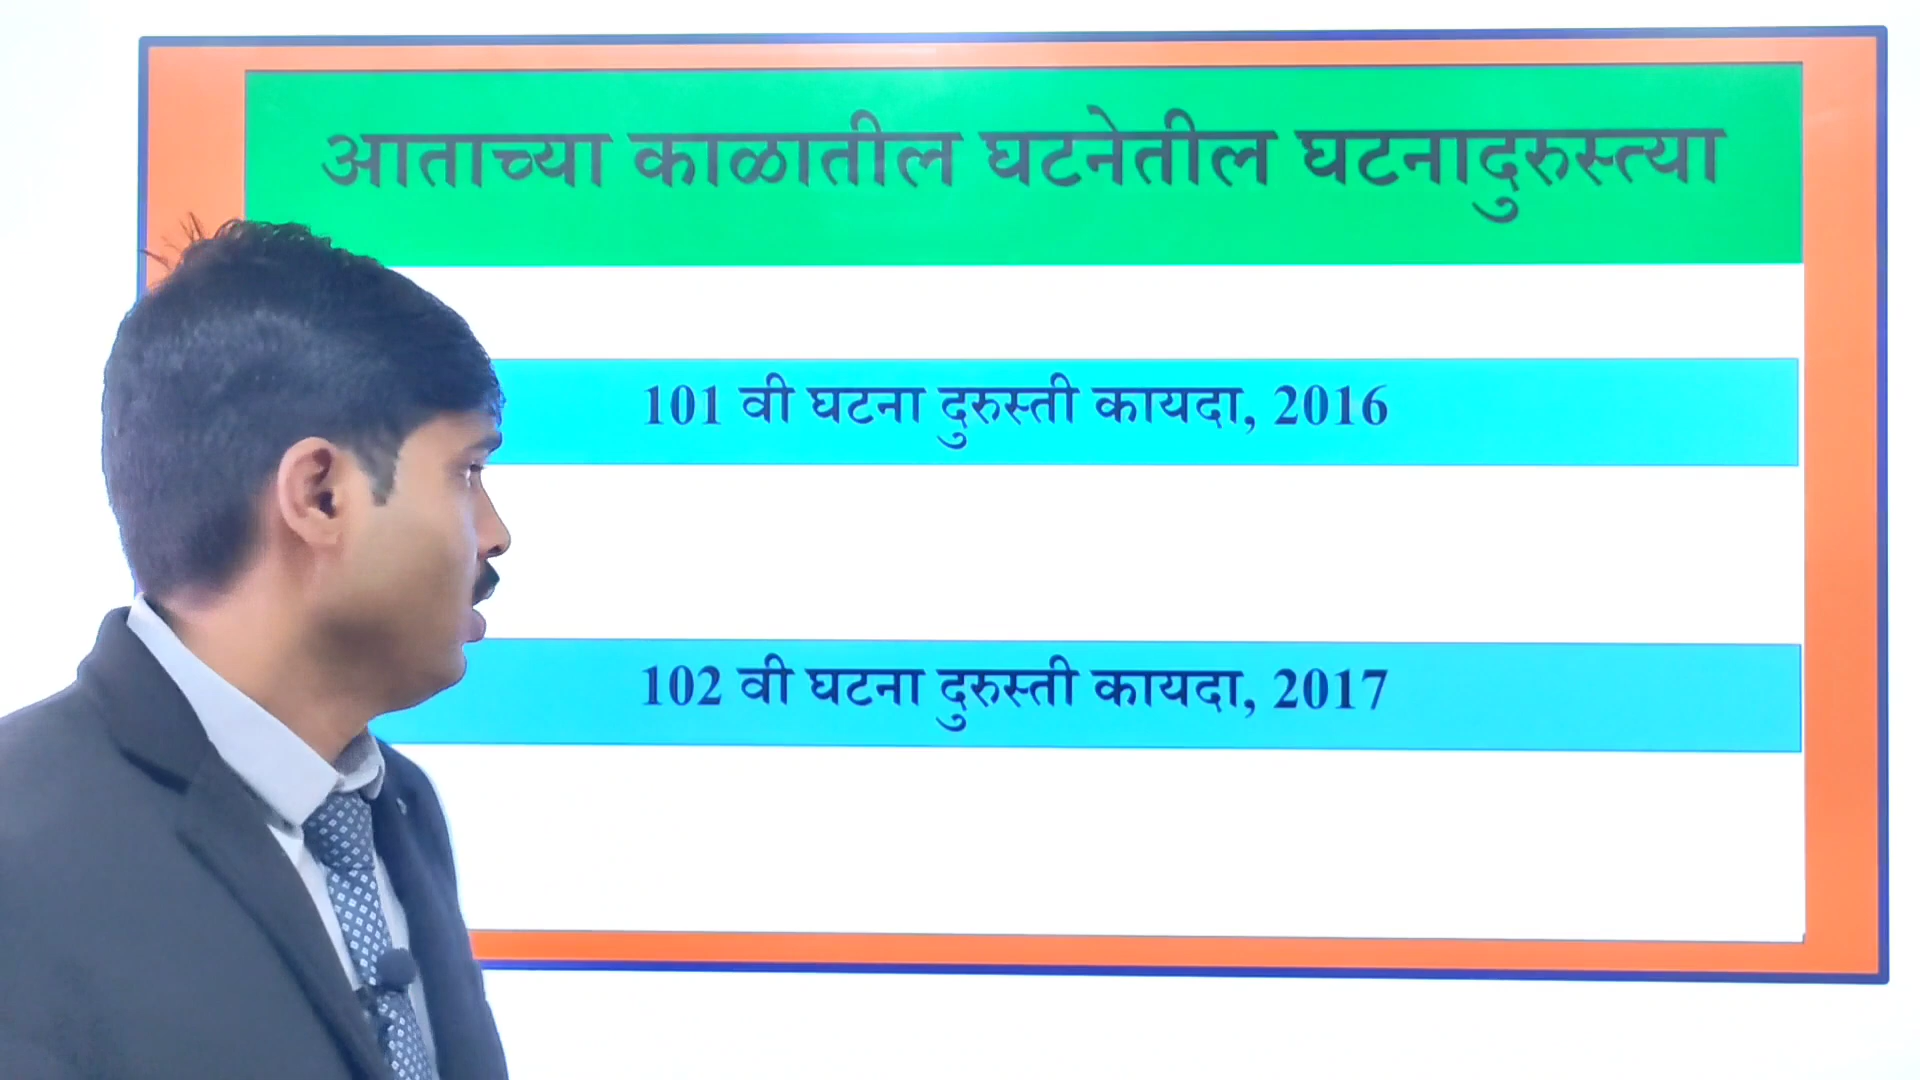 आताच्या काळातील घटनेतील घटनादुरुस्त्या
101 वी घटना दुरुस्ती कायदा, 2016
102 वी घटना दुरुस्ती कायदा, 2017